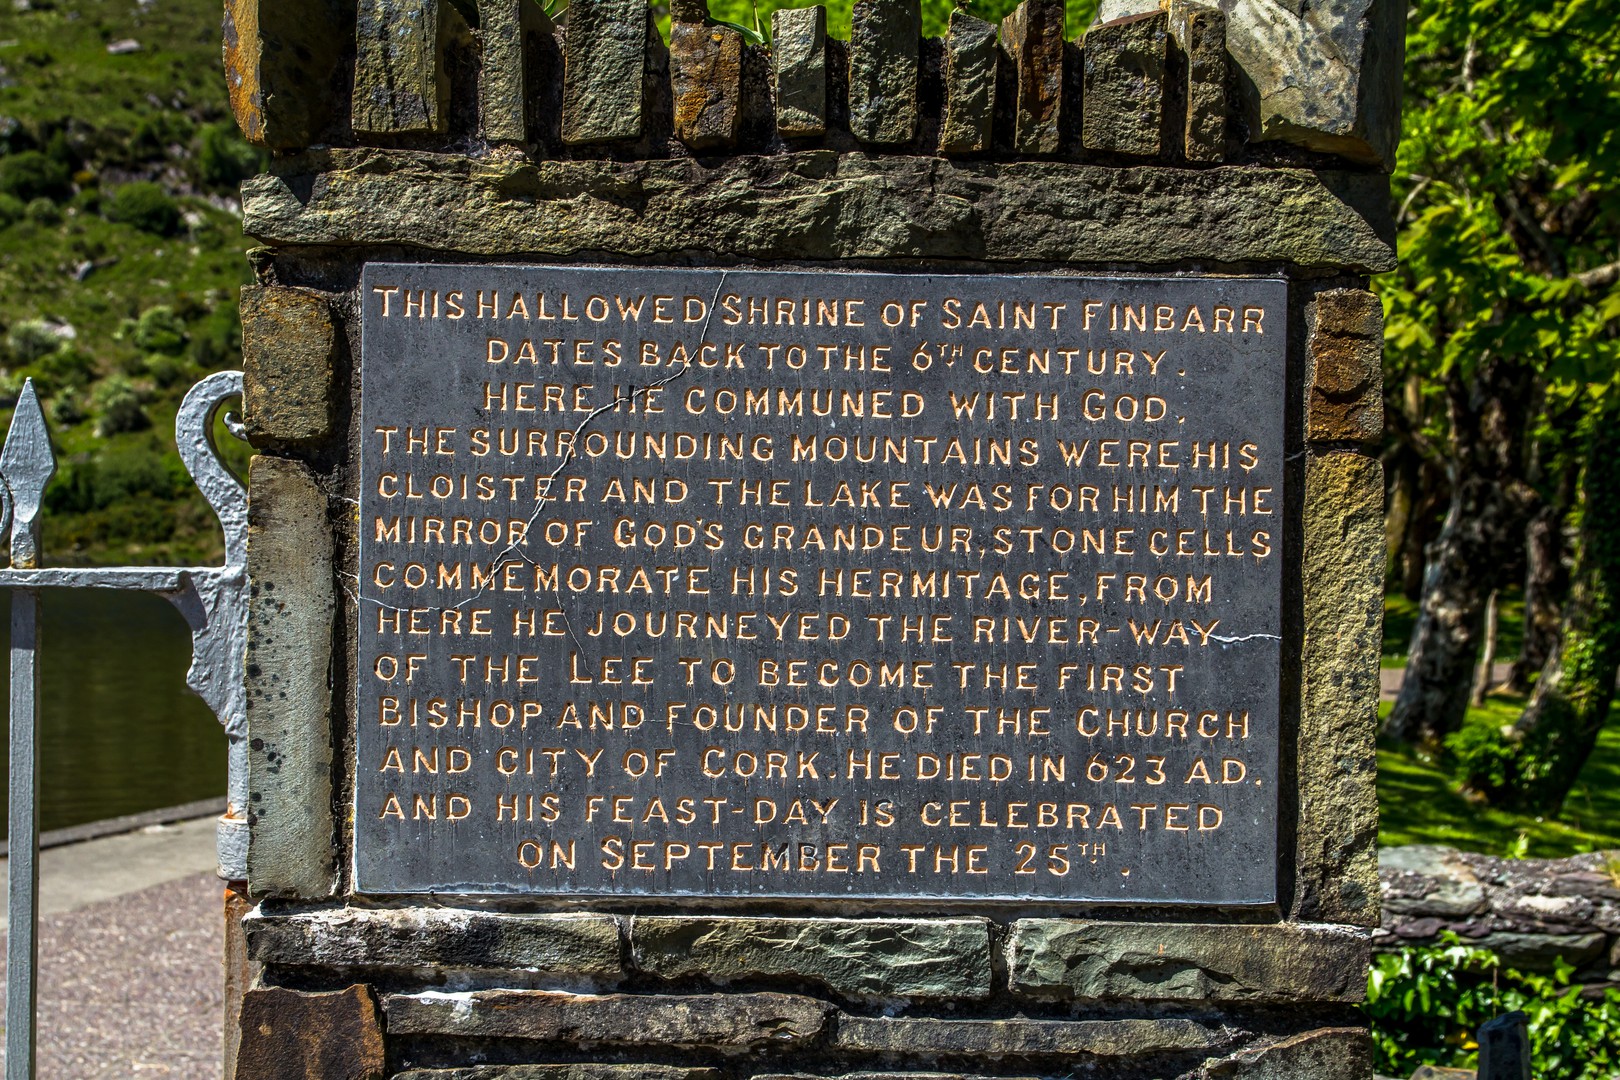 THIS HALLOWED SHRINE OF SAINT FINBARR
DATES BACK TO THE 6TH CENTURY.
HERE HE COMMUNED WITH GOD.
THE SURROUNDING MOUNTAINS WERE HIS
CLOISTER AND THE LAKE WAS FOR HIM THE
MIRROR OF GOD'S GRANDEUR, STONE CELLS
COMMEMORATE HIS HERMITAGE, FROM
HERE HE JOURNEYED THE RIVER-WAY
OF THE LEE TO BECOME THE FIRST
BISHOP AND FOUNDER OF THE CHURCH
AND CITY OF CORK. HE DIED IN 623 AD.
AND HIS FEAST-DAY IS CELEBRATED
ON SEPTEMBER THE 25TH.